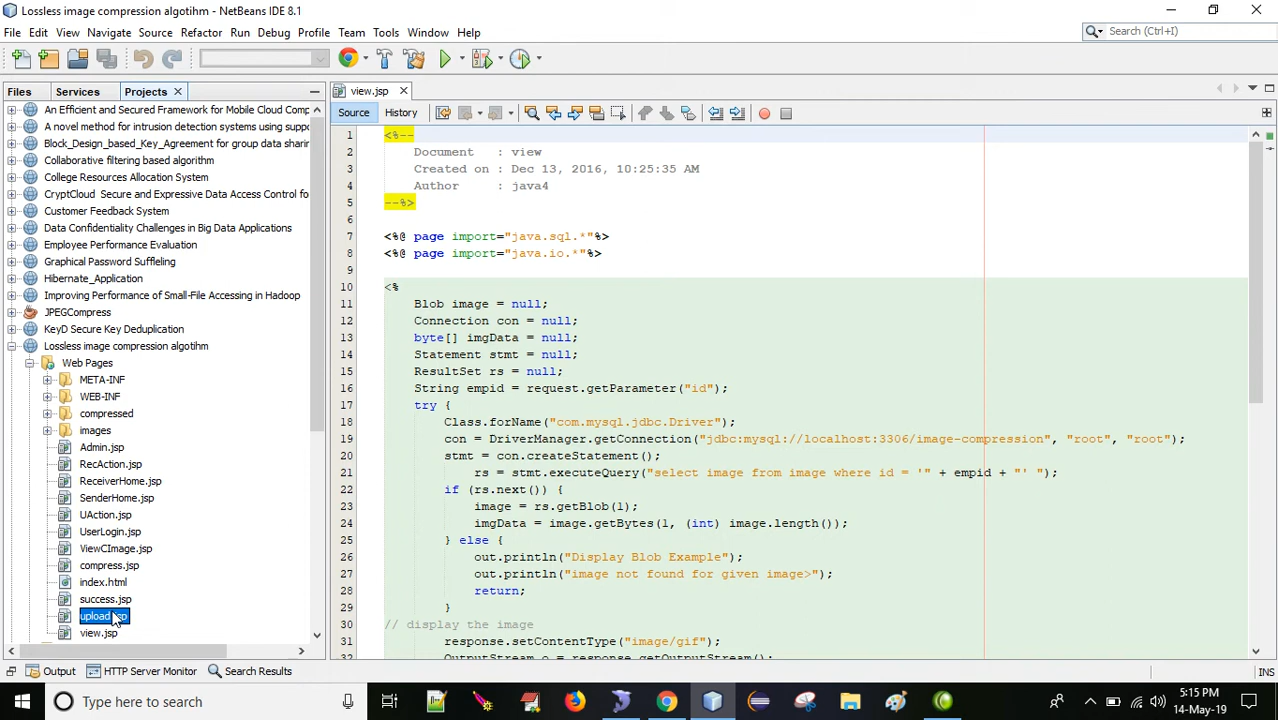 Lossless image compression algotihm - NetBeans IDE 8.1
File Edit View Navigate Source Refactor Run Debug Profile Team Tools Window Help
Search (Ctrl+I)
Files Services Projects
view.jsp
Source History
An Efficient and Secured Framework for Mobile Cloud Comp
A novel method for intrusion detection systems using suppo
Block_Design_based_Key_Agreement for group data sharin
Collaborative filtering based algorithm
College Resources Allocation System
CryptCloud Secure and Expressive Data Access Control for
Customer Feedback System
Data Confidentiality Challenges in Big Data Applications
Employee Performance Evaluation
Graphical Password Suffleing
Hibernate_Application
Improving Performance of Small-File Accessing in Hadoop
JPEGCompress
KeyD Secure Key Deduplication
Lossless image compression algotihm
Web Pages
META-INF
WEB-INF
compressed
images
Admin.jsp
RecAction.jsp
ReceiverHome.jsp
SenderHome.jsp
UAction.jsp
UserLogin.jsp
ViewCImage.jsp
compress.jsp
index.html
success.jsp
upload.jsp
view.jsp
1 <%--
2 Document : view
3 Created on : Dec 13, 2016, 10:25:35 AM
4 Author : java4
5 --%>
6
7 <%@ page import="java.sql.*"%>
8 <%@ page import="java.io.*"%>
9
10 <%
11 Blob image = null;
12 Connection con = null;
13 byte[] imgData = null;
14 Statement stmt = null;
15 ResultSet rs = null;
16 String empid = request.getParameter("id");
17 try {
18 Class.forName("com.mysql.jdbc.Driver");
19 con = DriverManager.getConnection("jdbc:mysql://localhost:3306/image-compression", "root", "root");
20 stmt = con.createStatement();
21 rs = stmt.executeQuery("select image from image where id = '" + empid + "' ");
22 if (rs.next()) {
23 image = rs.getBlob(1);
24 imgData = image.getBytes(1, (int) image.length());
25 } else {
26 out.println("Display Blob Example");
27 out.println("image not found for given image>");
28 return;
29 }
30 // display the image
31 response.setContentType("image/gif");
32 OutputStream o = response.getOutputStream();
Output HTTP Server Monitor Search Results
INS
Type here to search
5:15 PM
14-May-19